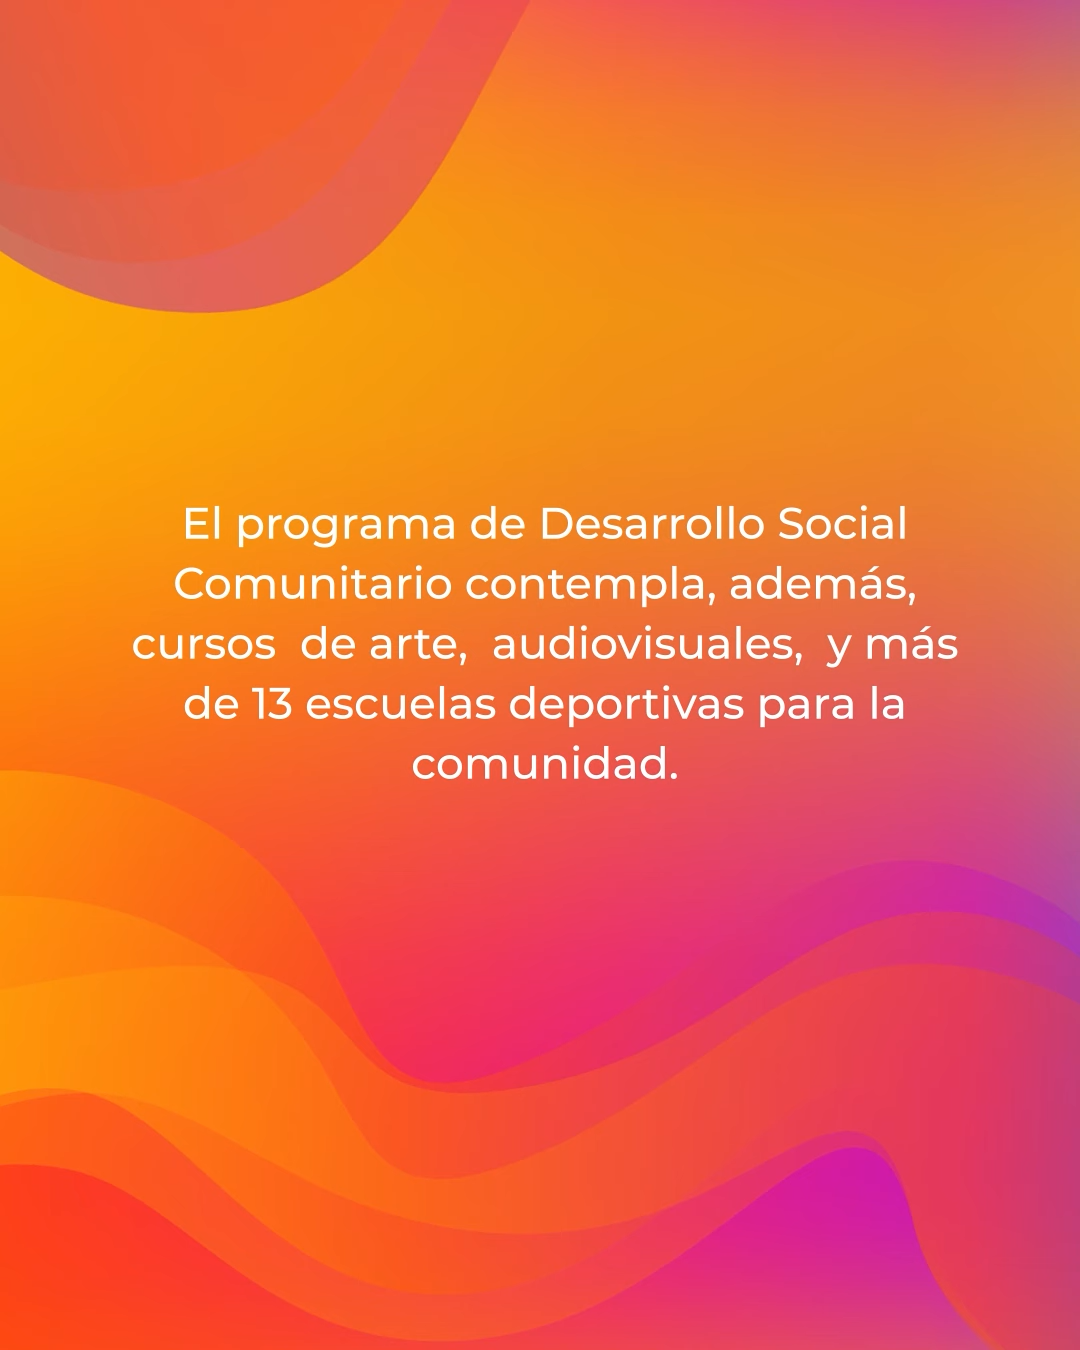 El programa de Desarrollo Social
Comunitario contempla, además,
cursos  de arte,  audiovisuales,  y más
de 13 escuelas deportivas para la
comunidad.